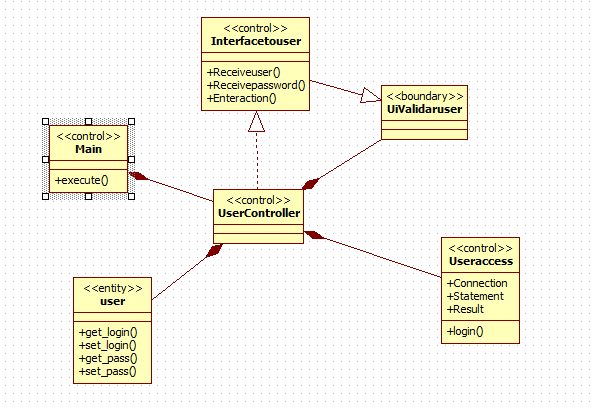 <<control>>
Interfacetouser
+Receiveuser()
+Receivepassword()
+Enteraction()
<<boundary>>
UiValidaruser
<<control>>
Main
+execute()
<<control>>
UserController
<<control>>
Useraccess
+Connection
+Statement
+Result
+login()
<<entity>>
user
+get_login()
+set_login()
+get_pass()
+set_pass()